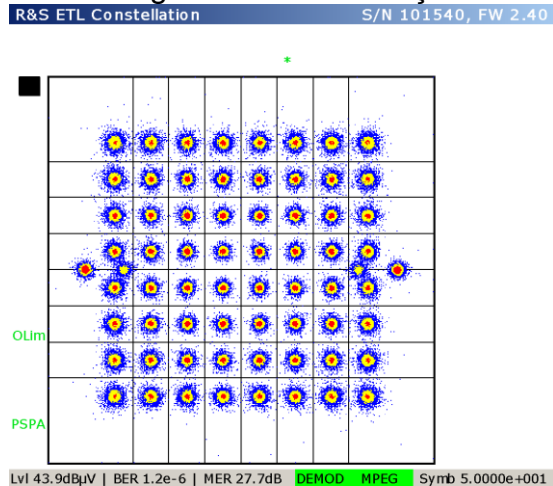 R&S ETL Constellation S/N 101540, FW 2.40
*
OLim
PSPA
Lvl 43.9dBµV | BER 1.2e-6 | MER 27.7dB DEMOD MPEG Symb 5.0000e+001